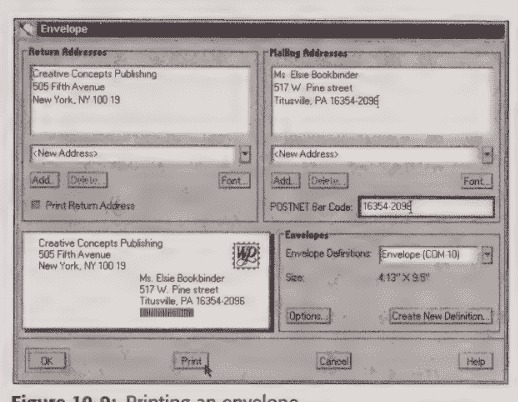 Envelope
Return Addresses
Creative Concepts Publishing
505 Fifth Avenue
New York, NY 100 19
<New Address>
Add...
Delete...
Font...
Print Return Address
Mailing Addresses
Ms. Elsie Bookbinder
517 W. Pine street
Titusville, PA 16354-2096
<New Address>
Add...
Delete...
Font...
POSTNET Bar Code: 16354-2096
Creative Concepts Publishing
505 Fifth Avenue
New York, NY 100 19
WP
Ms. Elsie Bookbinder
517 W. Pine street
Titusville, PA 16354-2096
Envelopes
Envelope Definitions: Envelope (COM 10)
Size: 4.13" X 9.5"
Options...
Create New Definition...
OK
Print
Cancel
Help
Figure 10-9: Printing an envelope